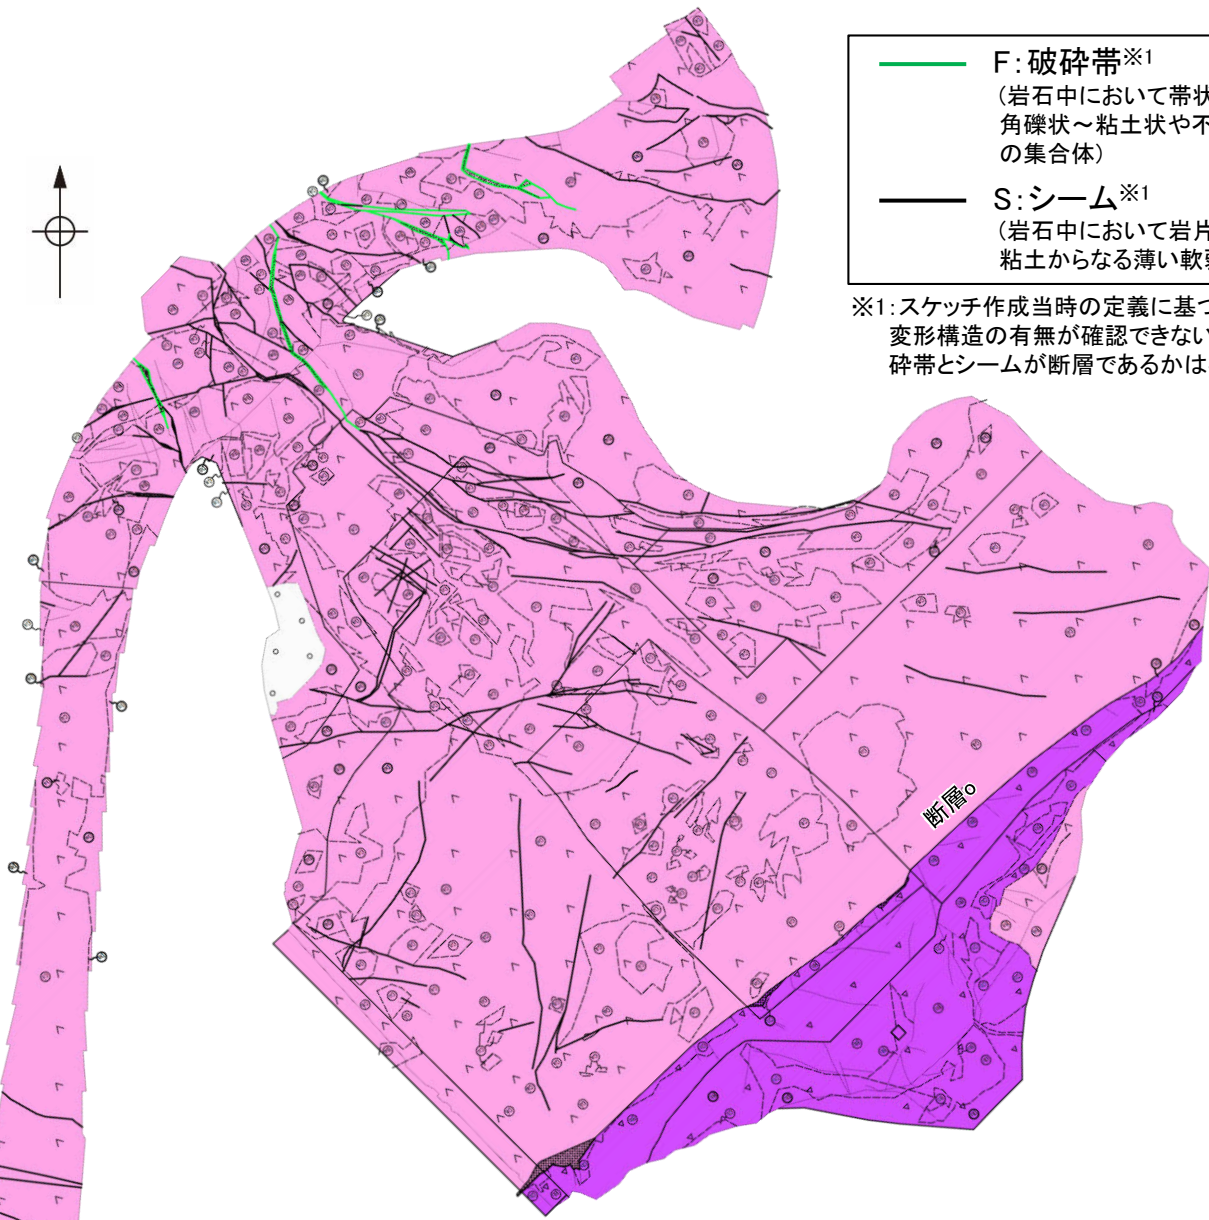 F:破砕帯※1
(岩石中において帯状
角礫状～粘土状や不
の集合体)
S:シーム※1
(岩石中において岩片
粘土からなる薄い軟
※1:スケッチ作成当時の定義に基づ
変形構造の有無が確認できない
砕帯とシームが断層であるかは
断層o